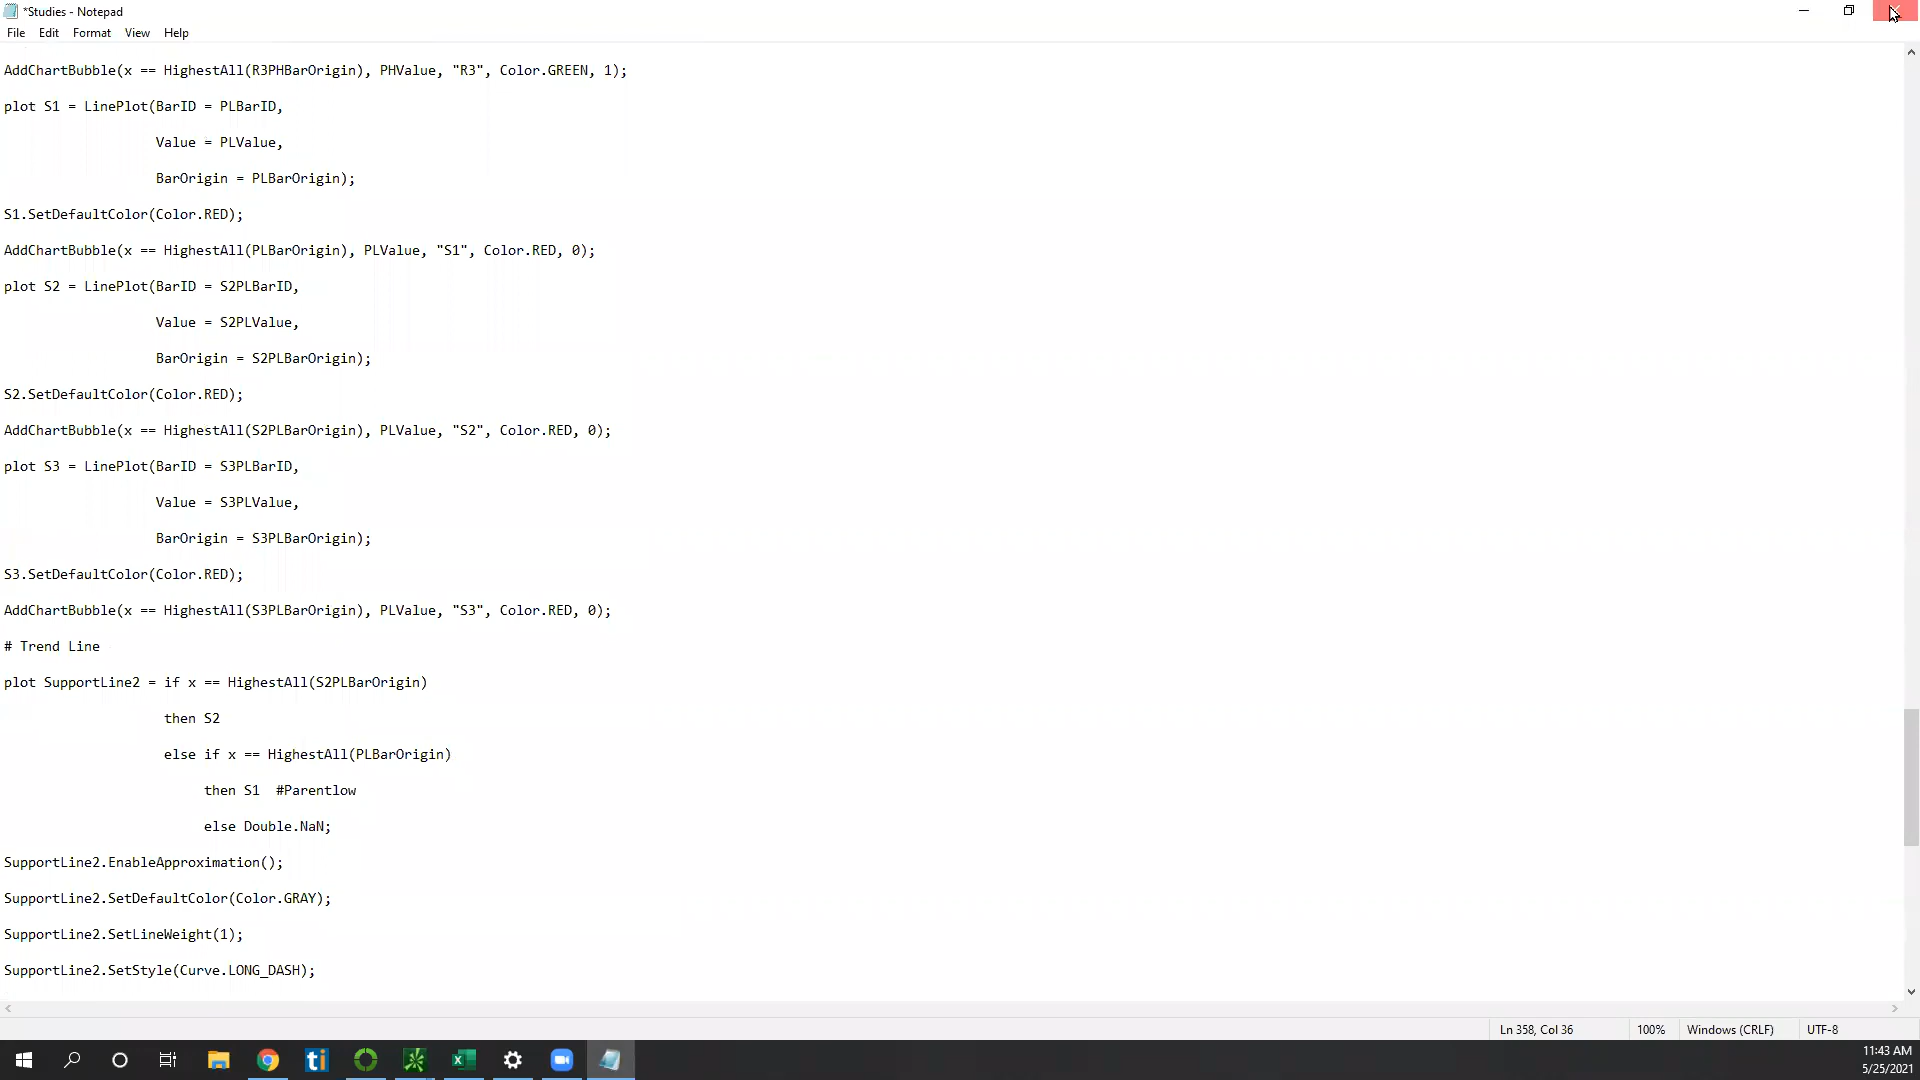 *Studies - Notepad
File Edit Format View Help
AddChartBubble(x == HighestAll(R3PHBarOrigin), PHValue, "R3", Color.GREEN, 1);
plot S1 = LinePlot(BarID = PLBarID,
Value = PLValue,
BarOrigin = PLBarOrigin);
S1.SetDefaultColor(Color.RED);
AddChartBubble(x == HighestAll(PLBarOrigin), PLValue, "S1", Color.RED, 0);
plot S2 = LinePlot(BarID = S2PLBarID,
Value = S2PLValue,
BarOrigin = S2PLBarOrigin);
S2.SetDefaultColor(Color.RED);
AddChartBubble(x == HighestAll(S2PLBarOrigin), PLValue, "S2", Color.RED, 0);
plot S3 = LinePlot(BarID = S3PLBarID,
Value = S3PLValue,
BarOrigin = S3PLBarOrigin);
S3.SetDefaultColor(Color.RED);
AddChartBubble(x == HighestAll(S3PLBarOrigin), PLValue, "S3", Color.RED, 0);
# Trend Line
plot SupportLine2 = if x == HighestAll(S2PLBarOrigin)
then S2
else if x == HighestAll(PLBarOrigin)
then S1  #Parentlow
else Double.NaN;
SupportLine2.EnableApproximation();
SupportLine2.SetDefaultColor(Color.GRAY);
SupportLine2.SetLineWeight(1);
SupportLine2.SetStyle(Curve.LONG_DASH);
Ln 358, Col 36 100% Windows (CRLF) UTF-8
ti
11:43 AM
5/25/2021